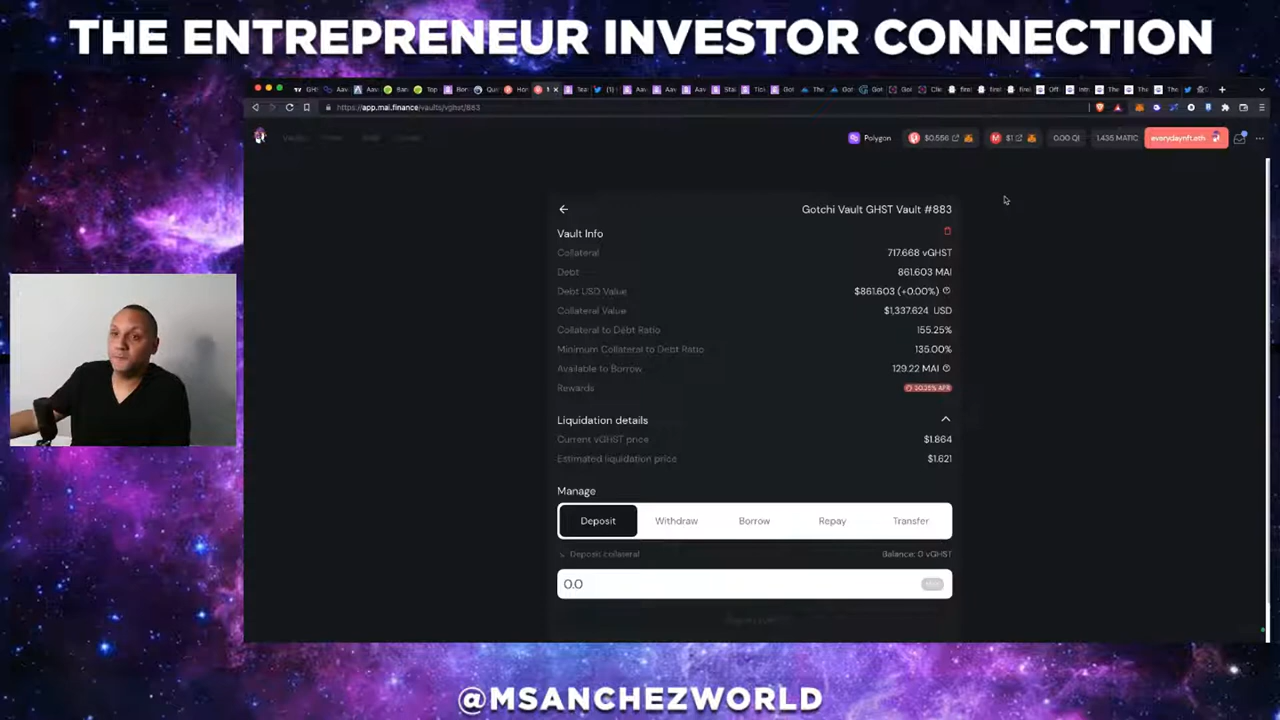 THE ENTREPRENEUR INVESTOR CONNECTION
https://app.mai.finance/vaults/vghst/883
Polygon $0.556 $1 0.00 QI 1.435 MATIC everydaynft.eth
Gotchi Vault GHST Vault #883
Vault Info
Collateral 717.668 vGHST
Debt 861.603 MAI
Debt USD Value $861.603 (+0.00%)
Collateral Value $1,337.624 USD
Collateral to Debt Ratio 155.25%
Minimum Collateral to Debt Ratio 135.00%
Available to Borrow 129.22 MAI
Rewards
Liquidation details
Current vGHST price $1.864
Estimated liquidation price $1.621
Manage
Deposit Withdraw Borrow Repay Transfer
Deposit collateral Balance: 0 vGHST
0.0
@MSANCHEZWORLD